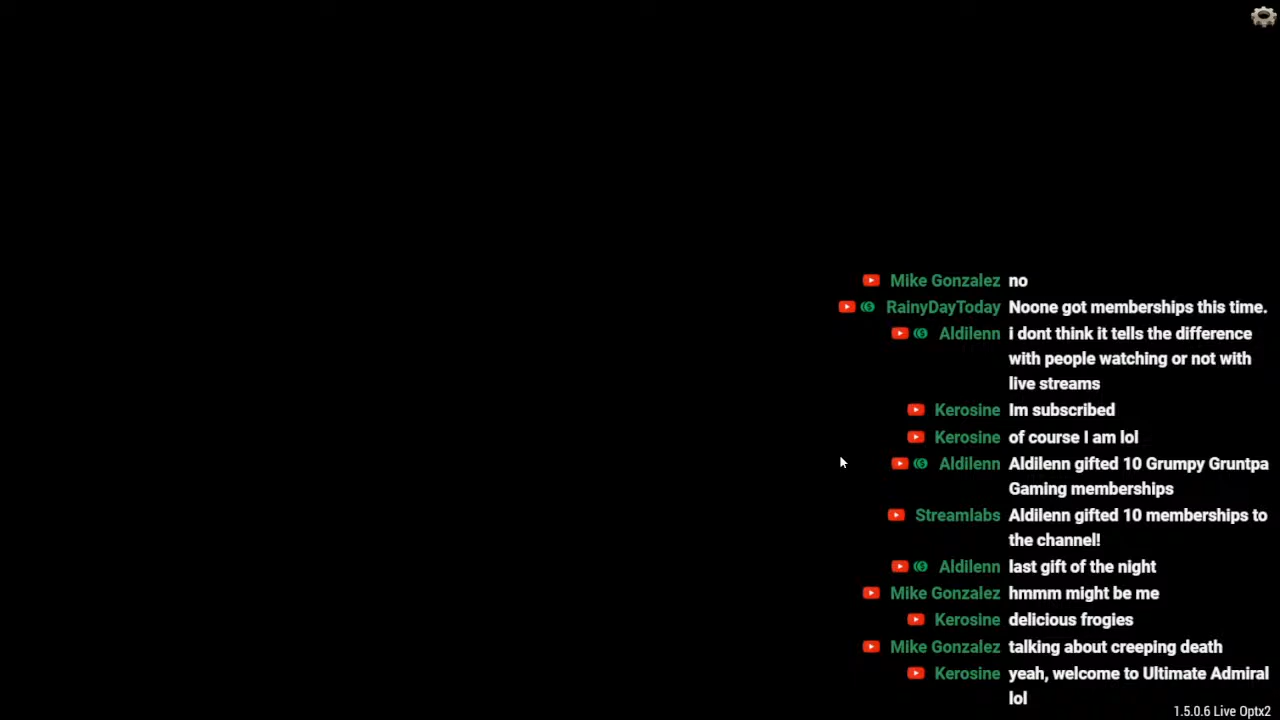 Mike Gonzalez no
RainyDayToday Noone got memberships this time.
Aldilenn i dont think it tells the difference
with people watching or not with
live streams
Kerosine Im subscribed
Kerosine of course I am lol
Aldilenn Aldilenn gifted 10 Grumpy Gruntpa
Gaming memberships
Streamlabs Aldilenn gifted 10 memberships to
the channel!
Aldilenn last gift of the night
Mike Gonzalez hmmm might be me
Kerosine delicious frogies
Mike Gonzalez talking about creeping death
Kerosine yeah, welcome to Ultimate Admiral
lol
1.5.0.6 Live Optx2